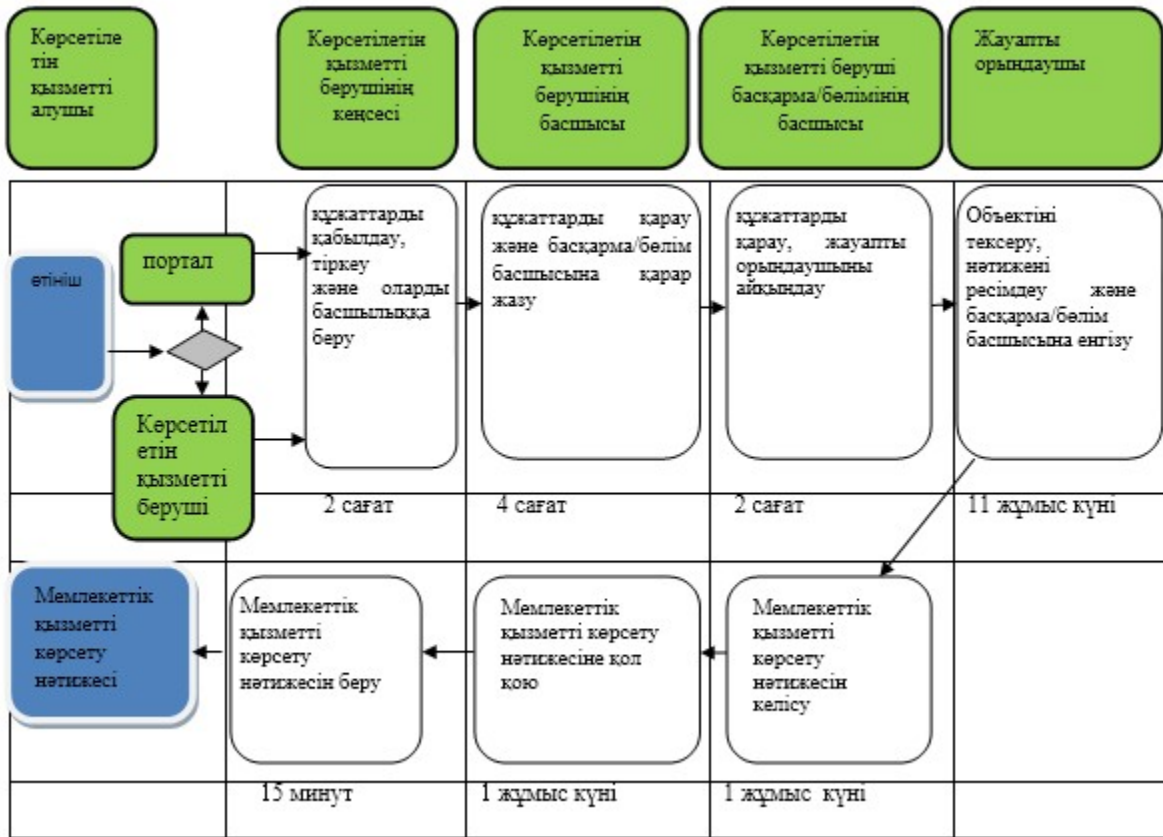 Көрсетіле
тін
қызметті
алушы
Көрсетілетін
қызметті
берушінің
кеңсесі
Көрсетілетін
қызметті
берушінің
басшысы
Көрсетілетін
қызметті беруші
басқарма/бөлімінің
басшысы
Жауапты
орындаушы
өтініш
портал
Көрсетіл
етін
қызметті
беруші
құжаттарды
қабылдау,
тіркеу
және оларды
басшылыққа
беру
құжаттарды қарау
және басқарма/бөлім
басшысына қарар
жазу
құжаттарды
қарау, жауапты
орындаушыны
айқындау
Объектіні
тексеру,
нәтижені
ресімдеу және
басқарма/бөлім
басшысына енгізу
2 сағат
4 сағат
2 сағат
11 жұмыс күні
Мемлекеттік
қызметті
көрсету
нәтижесі
Мемлекеттік
қызметті
көрсету
нәтижесін беру
Мемлекеттік
қызметті көрсету
нәтижесіне қол
қою
Мемлекеттік
қызметті
көрсету
нәтижесін
келісу
15 минут
1 жұмыс күні
1 жұмыс күні